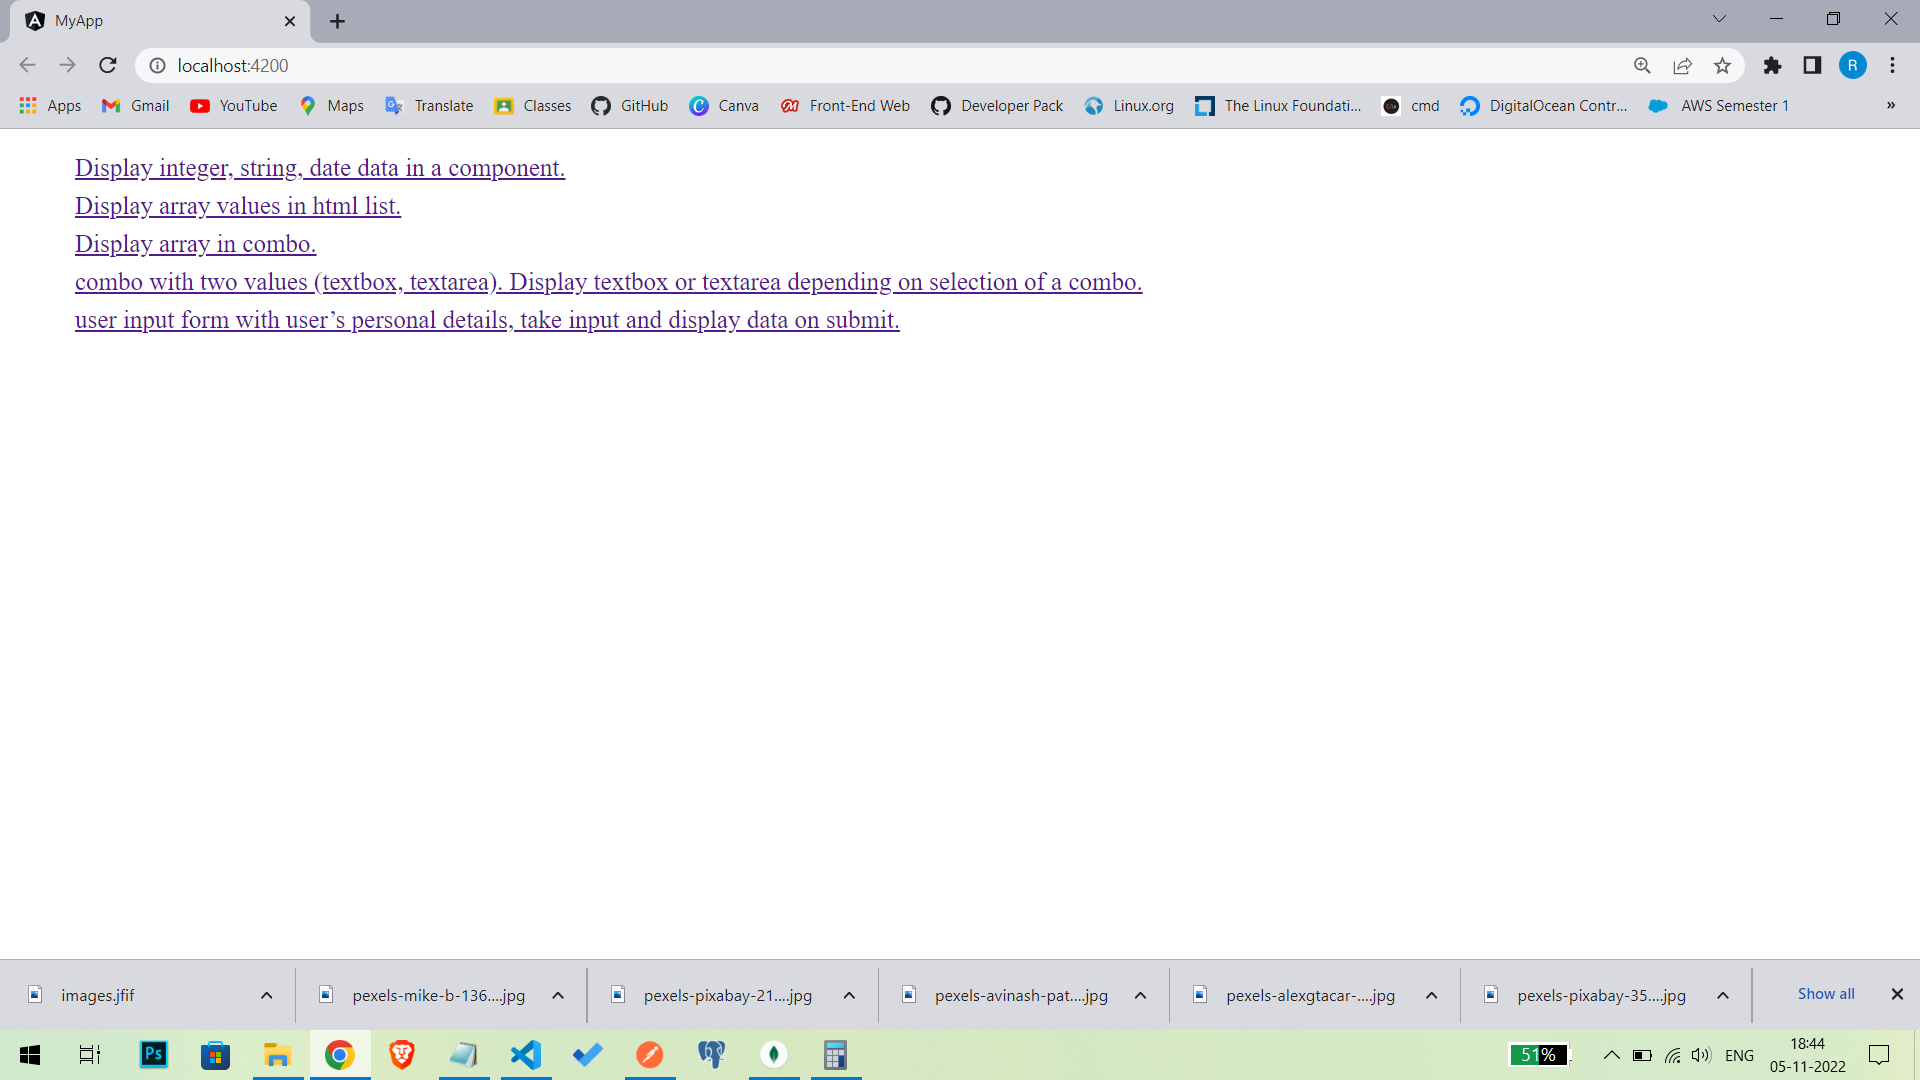 MyApp
localhost:4200
R
Apps
Gmail
YouTube
Maps
Translate
Classes
GitHub
Canva
Front-End Web
Developer Pack
Linux.org
The Linux Foundati...
cmd
DigitalOcean Contr...
AWS Semester 1
»
Display integer, string, date data in a component.
Display array values in html list.
Display array in combo.
combo with two values (textbox, textarea). Display textbox or textarea depending on selection of a combo.
user input form with user’s personal details, take input and display data on submit.
images.jfif
pexels-mike-b-136....jpg
pexels-pixabay-21....jpg
pexels-avinash-pat....jpg
pexels-alexgtacar-....jpg
pexels-pixabay-35....jpg
Show all
Ps
51%
ENG
18:44
05-11-2022